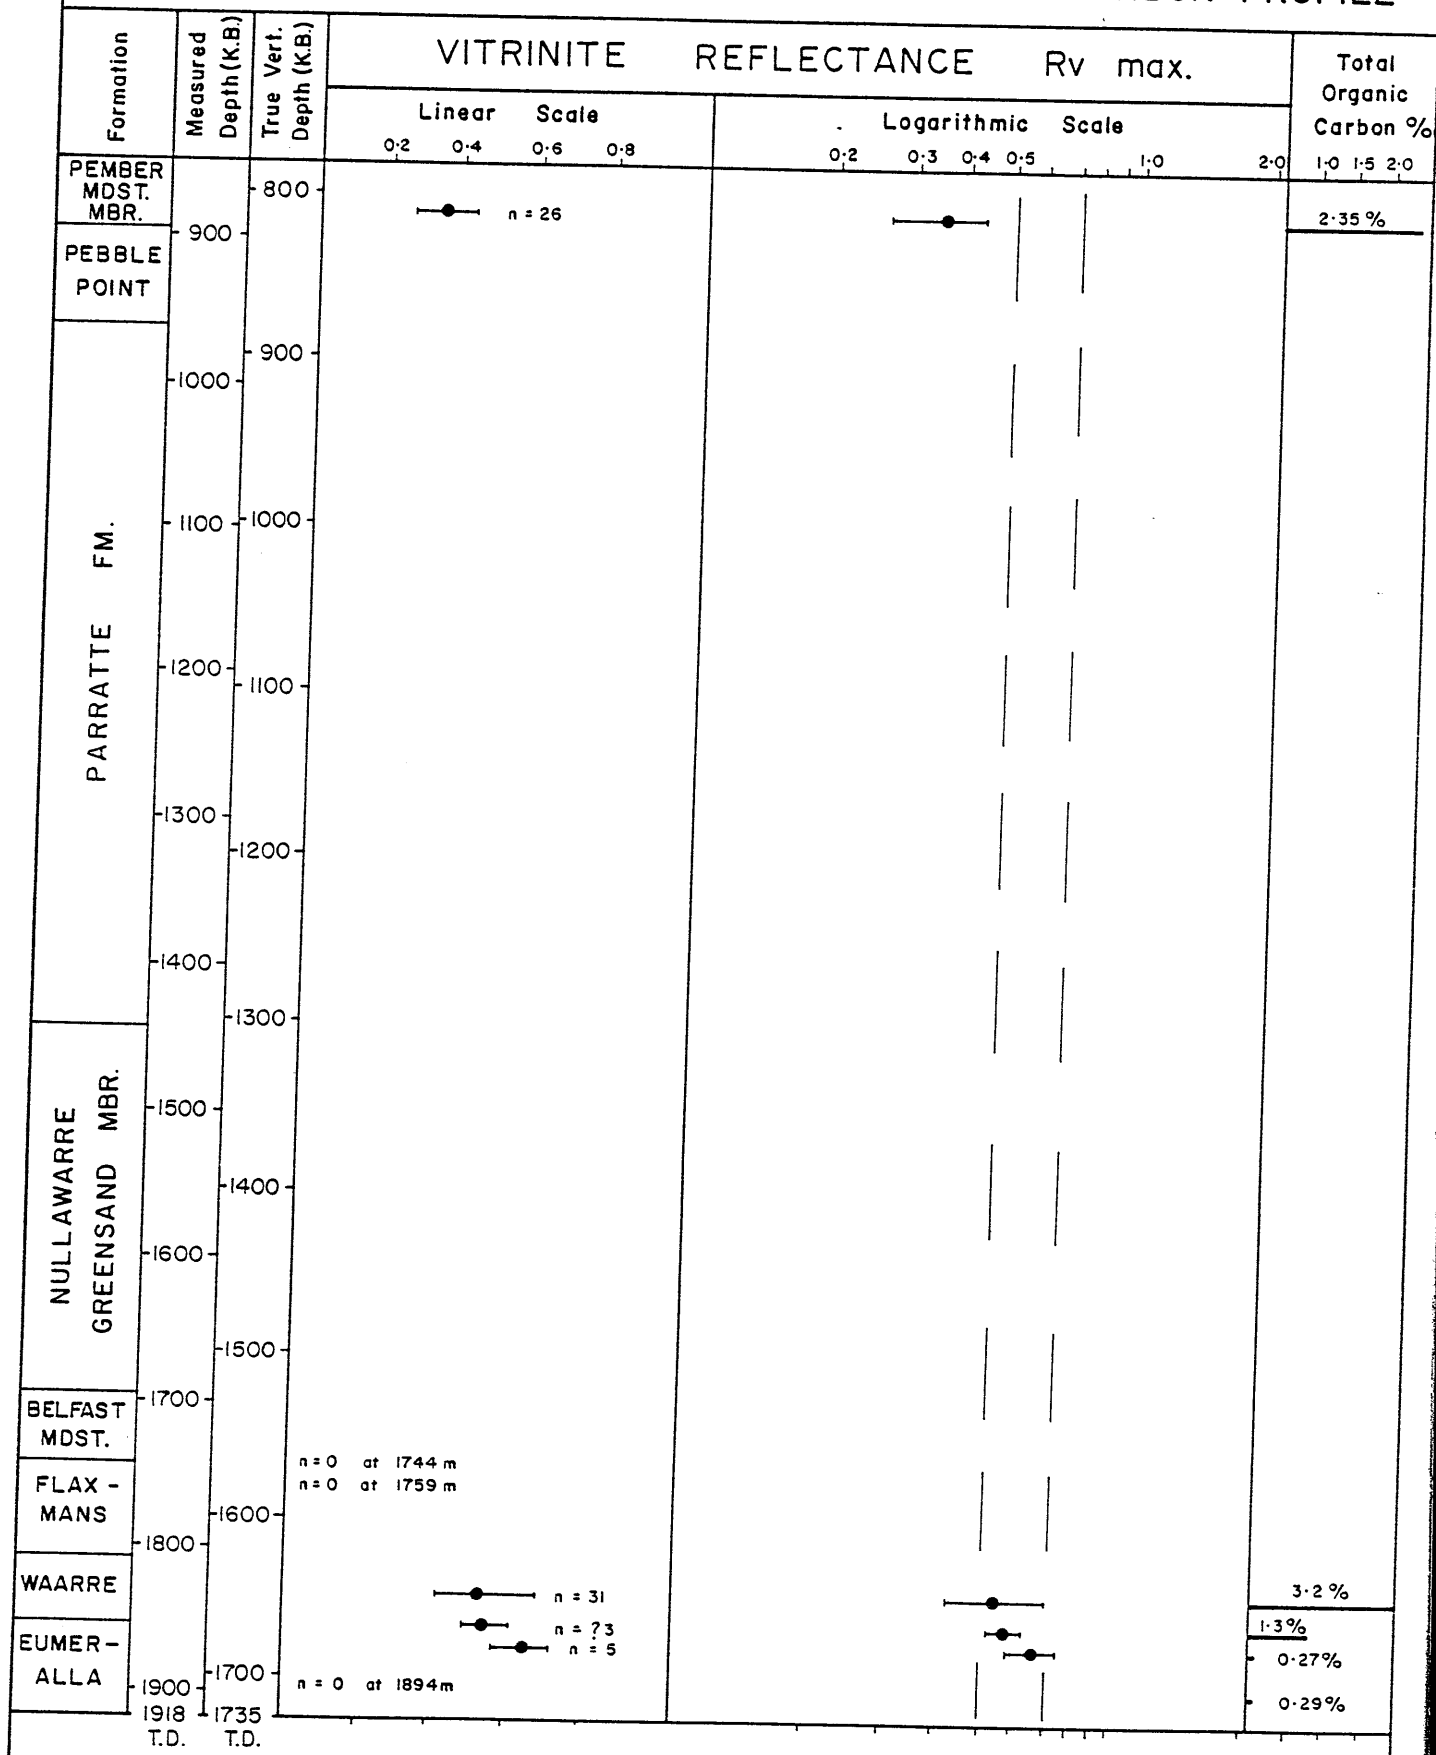 Formation
Measured Depth (K.B.)
True Vert. Depth (K.B.)
VITRINITE REFLECTANCE Rv max.
Total Organic Carbon %
Linear Scale
Logarithmic Scale
0·2 0·4 0·6 0·8
0·2 0·3 0·4 0·5 1·0 2·0
1·0 1·5 2·0
PEMBER
MDST.
MBR.
800
n = 26
2·35 %
900
PEBBLE
POINT
900
1000
1100
1000
PARRATTE FM.
1200
1100
1300
1200
1400
1300
NULLAWARRE
GREENSAND MBR.
1500
1400
1600
1500
1700
BELFAST
MDST.
n=0 at 1744 m
n=0 at 1759 m
FLAX -
MANS
1600
1800
WAARRE
n = 31
3·2 %
n = ?3
1·3%
n = 5
EUMER-
ALLA
0·27%
1700
n = 0 at 1894m
1900
0·29%
1918 1735
T.D. T.D.